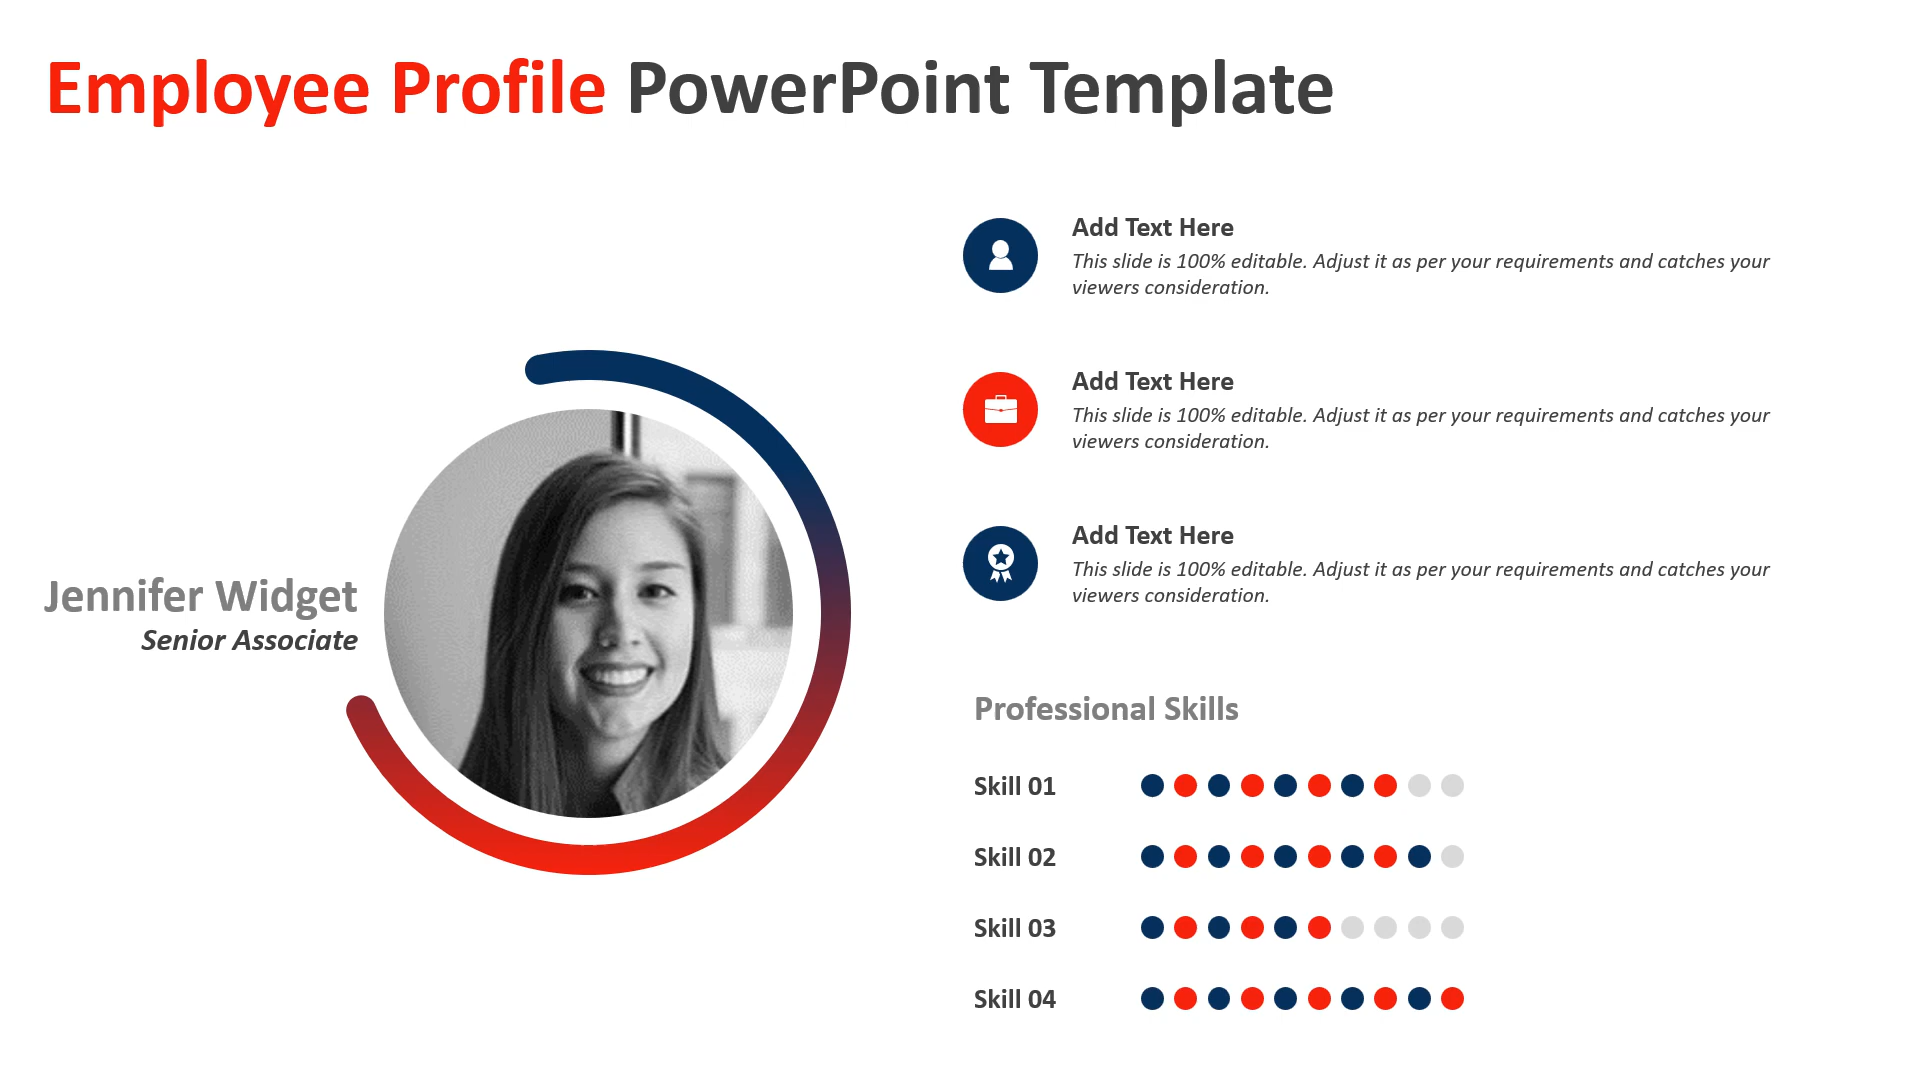 Employee Profile PowerPoint Template
Jennifer Widget
Senior Associate
Add Text Here
This slide is 100% editable. Adjust it as per your requirements and catches your
viewers consideration.
Add Text Here
This slide is 100% editable. Adjust it as per your requirements and catches your
viewers consideration.
Add Text Here
This slide is 100% editable. Adjust it as per your requirements and catches your
viewers consideration.
Professional Skills
Skill 01
Skill 02
Skill 03
Skill 04